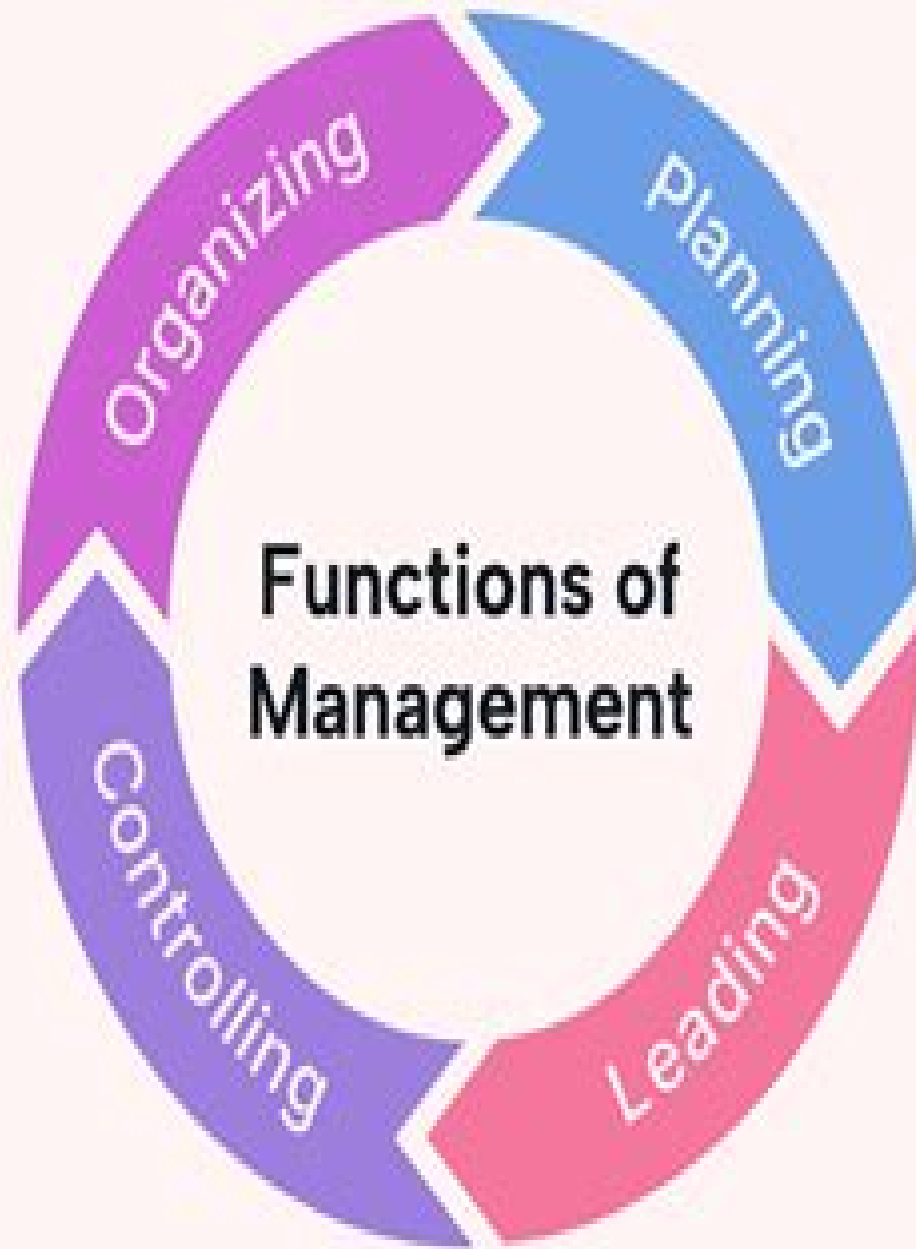 Organizing
Planning
Functions of
Management
Controlling
Leading